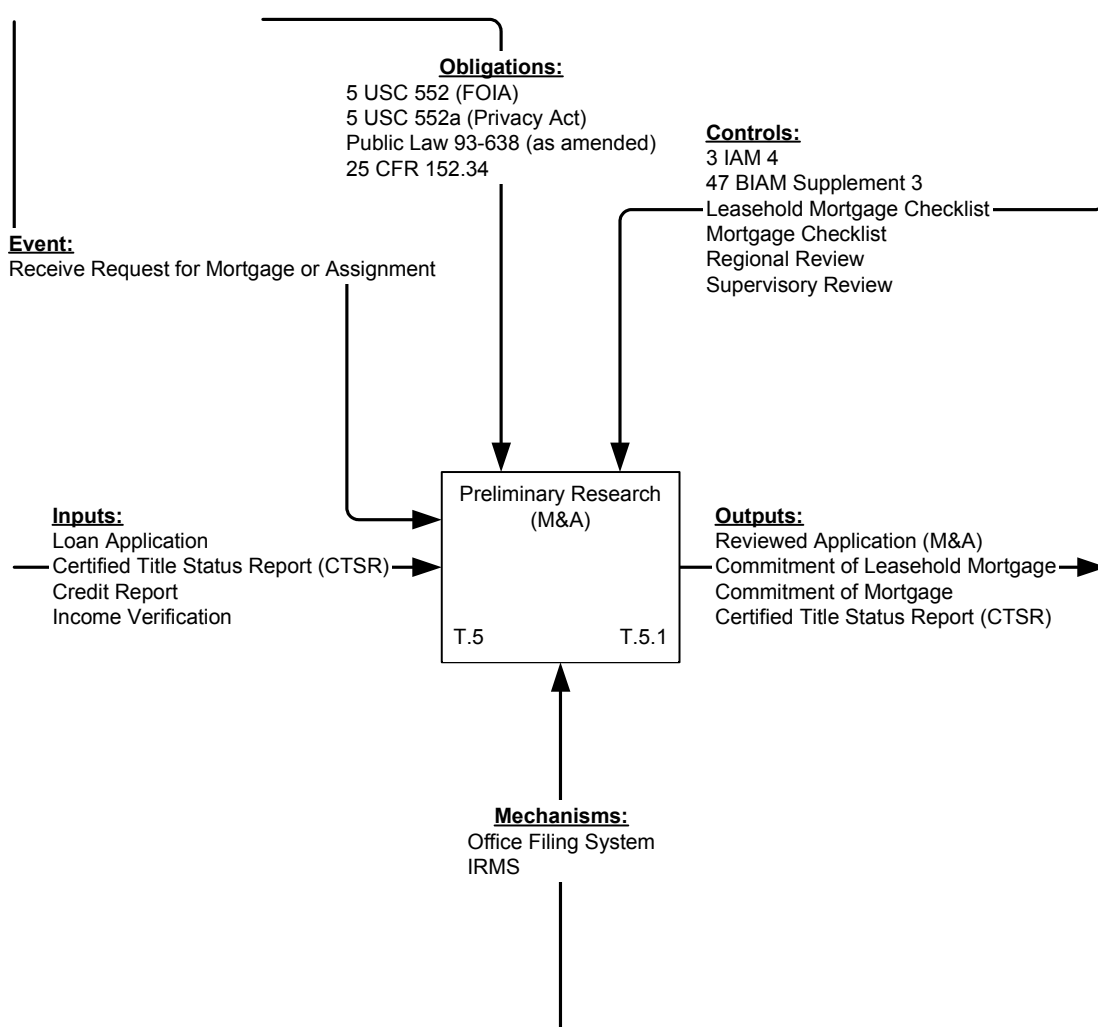 Obligations:
5 USC 552 (FOIA)
5 USC 552a (Privacy Act)
Public Law 93-638 (as amended)
25 CFR 152.34
Controls:
3 IAM 4
47 BIAM Supplement 3
Leasehold Mortgage Checklist
Mortgage Checklist
Regional Review
Supervisory Review
Event:
Receive Request for Mortgage or Assignment
Inputs:
Loan Application
Certified Title Status Report (CTSR)
Credit Report
Income Verification
Preliminary Research
(M&A)
T.5 T.5.1
Outputs:
Reviewed Application (M&A)
Commitment of Leasehold Mortgage
Commitment of Mortgage
Certified Title Status Report (CTSR)
Mechanisms:
Office Filing System
IRMS